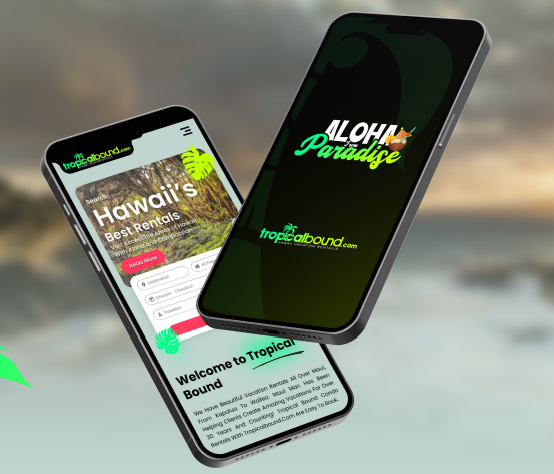 tropicalbound.com
Search
Hawaii's
Best Rentals
Visit Accessible Areas of Hawaii
With Aloha and Compassion
Read More
Destination
Checkin - Checkout
Travellers
Welcome to Tropical
Bound
We Have Beautiful Vacation Rentals All Over Maui,
From Kapalua To Wailea. Maui Man Has Been
Helping Clients Create Amazing Vacations For Over
30 Years And Counting! Tropical Bound Condo
Rentals With Tropicalbound.Com Are Easy To Book.
ALOHA
Paradise
tropicalbound.com